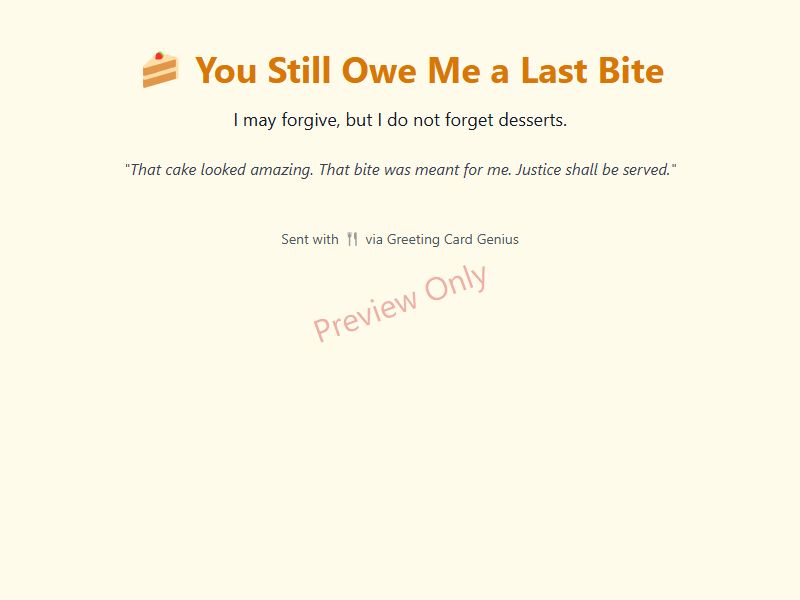 🍰 You Still Owe Me a Last Bite
I may forgive, but I do not forget desserts.
"That cake looked amazing. That bite was meant for me. Justice shall be served."
Sent with 🍴 via Greeting Card Genius
Preview Only